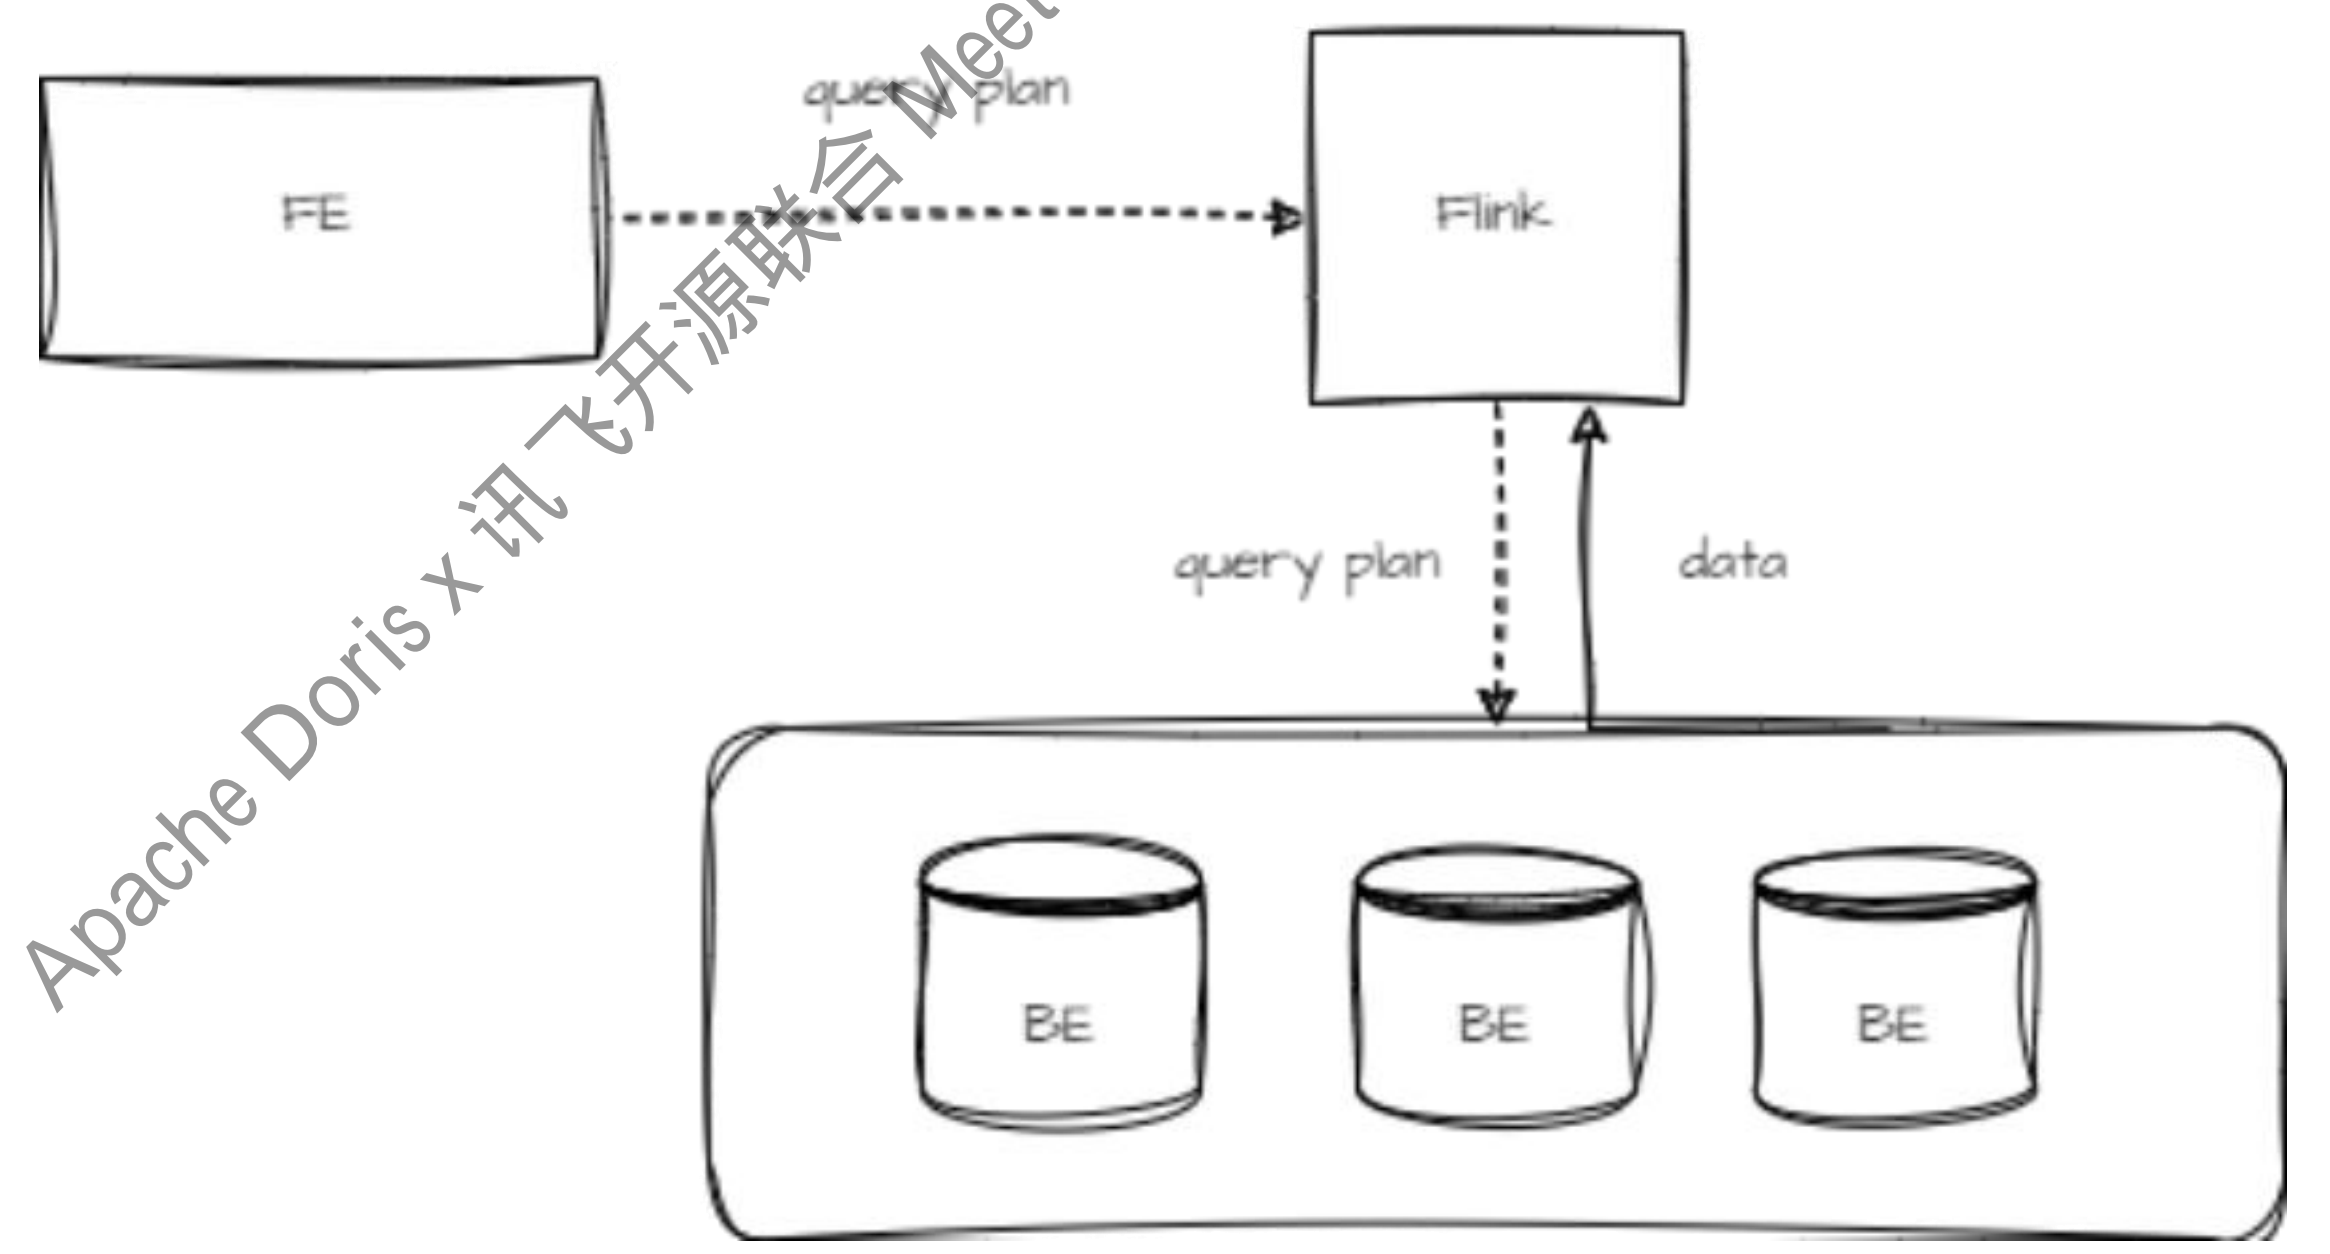 query plan
FE
Flink
query plan
data
BE
BE
BE
Apache Doris x 讯飞开源联合 Meet